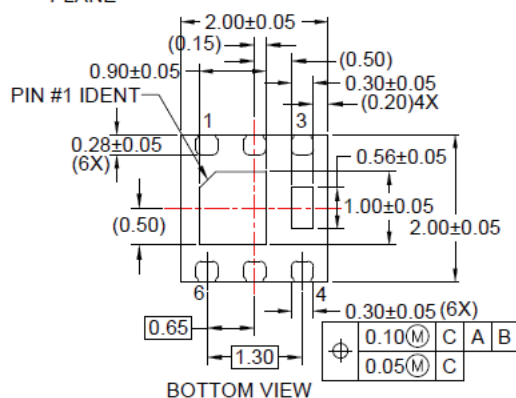 PLANE
2.00±0.05
(0.15)
(0.50)
0.90±0.05
0.30±0.05
(0.20)4X
PIN #1 IDENT
1
3
0.28±0.05
(6X)
0.56±0.05
1.00±0.05
(0.50)
2.00±0.05
6
4
0.30±0.05 (6X)
0.65
0.10Ⓜ C A B
1.30
0.05Ⓜ C
BOTTOM VIEW